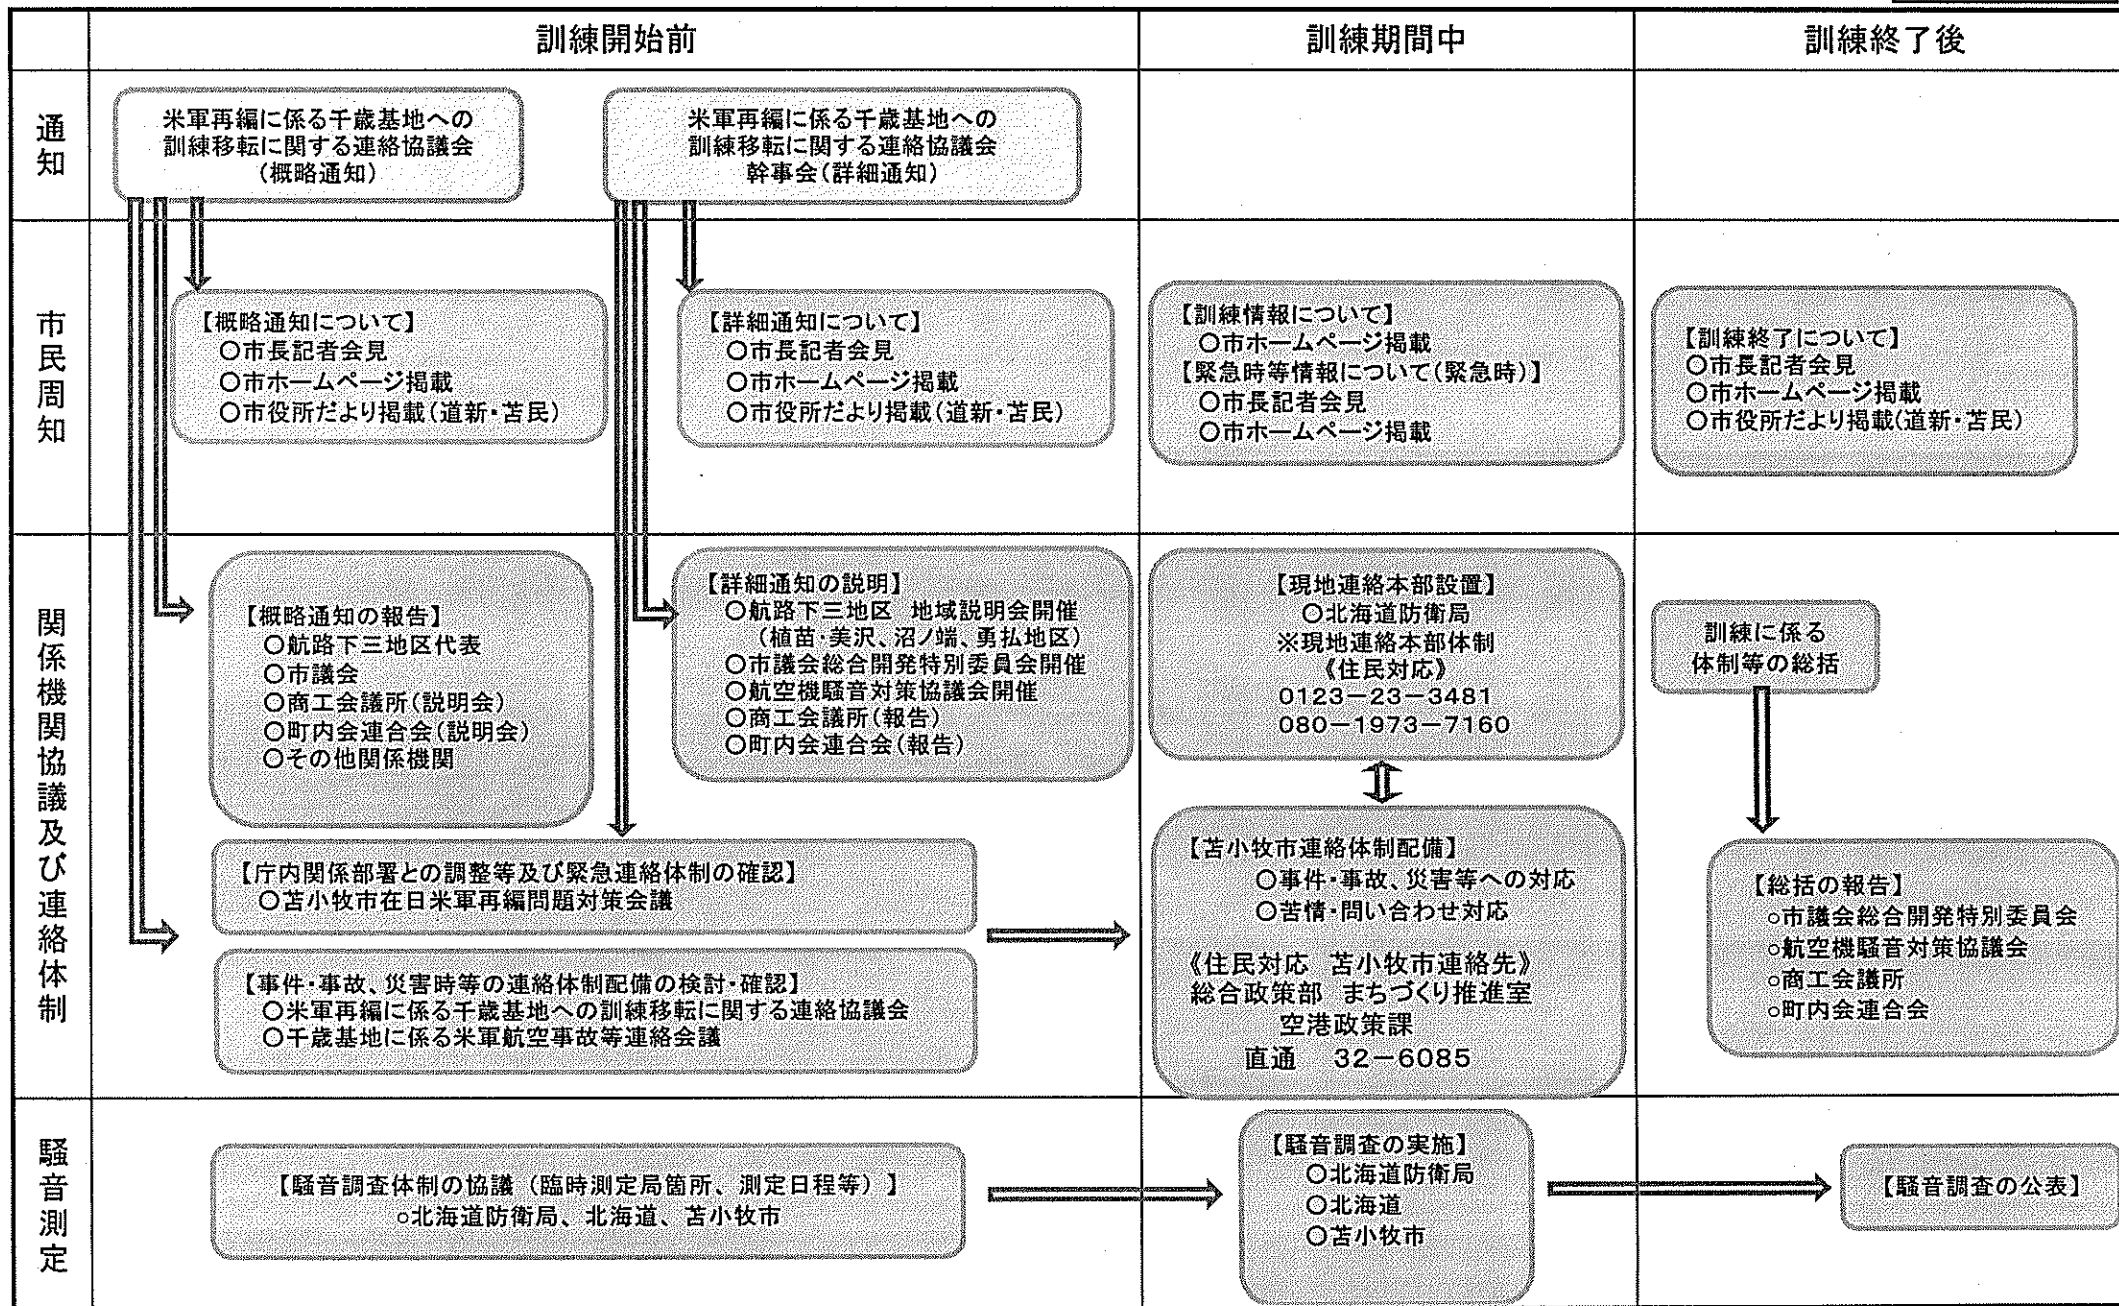 訓練開始前
訓練期間中
訓練終了後
通知
米軍再編に係る千歳基地への
訓練移転に関する連絡協議会
(概略通知)
米軍再編に係る千歳基地への
訓練移転に関する連絡協議会
幹事会(詳細通知)
市民周知
【概略通知について】
○市長記者会見
○市ホームページ掲載
○市役所だより掲載(道新・苫民)
【詳細通知について】
○市長記者会見
○市ホームページ掲載
○市役所だより掲載(道新・苫民)
【訓練情報について】
○市ホームページ掲載
【緊急時等情報について(緊急時)】
○市長記者会見
○市ホームページ掲載
【訓練終了について】
○市長記者会見
○市ホームページ掲載
○市役所だより掲載(道新・苫民)
関係機関協議及び連絡体制
【概略通知の報告】
○航路下三地区代表
○市議会
○商工会議所(説明会)
○町内会連合会(説明会)
○その他関係機関
【詳細通知の説明】
○航路下三地区 地域説明会開催
(植苗・美沢、沼ノ端、勇払地区)
○市議会総合開発特別委員会開催
○航空機騒音対策協議会開催
○商工会議所(報告)
○町内会連合会(報告)
【庁内関係部署との調整等及び緊急連絡体制の確認】
○苫小牧市在日米軍再編問題対策会議
【事件・事故、災害時等の連絡体制配備の検討・確認】
○米軍再編に係る千歳基地への訓練移転に関する連絡協議会
○千歳基地に係る米軍航空事故等連絡会議
【現地連絡本部設置】
○北海道防衛局
※現地連絡本部体制
《住民対応》
0123-23-3481
080-1973-7160
【苫小牧市連絡体制配備】
○事件・事故、災害等への対応
○苦情・問い合わせ対応
《住民対応 苫小牧市連絡先》
総合政策部 まちづくり推進室
空港政策課
直通 32-6085
訓練に係る
体制等の総括
【総括の報告】
○市議会総合開発特別委員会
○航空機騒音対策協議会
○商工会議所
○町内会連合会
騒音測定
【騒音調査体制の協議(臨時測定局箇所、測定日程等)】
○北海道防衛局、北海道、苫小牧市
【騒音調査の実施】
○北海道防衛局
○北海道
○苫小牧市
【騒音調査の公表】